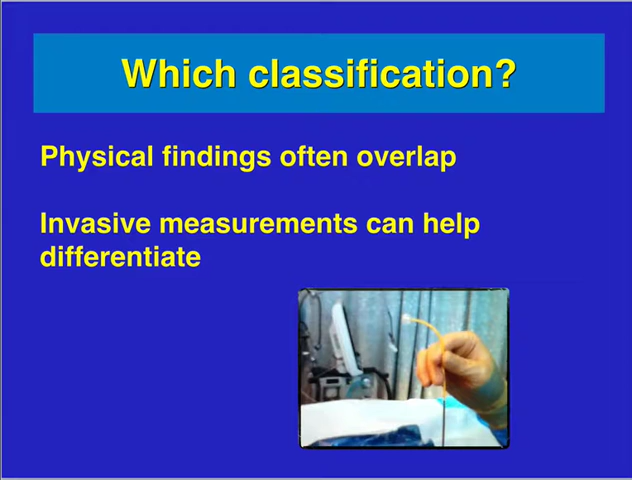 Which classification?
Physical findings often overlap
Invasive measurements can help
differentiate